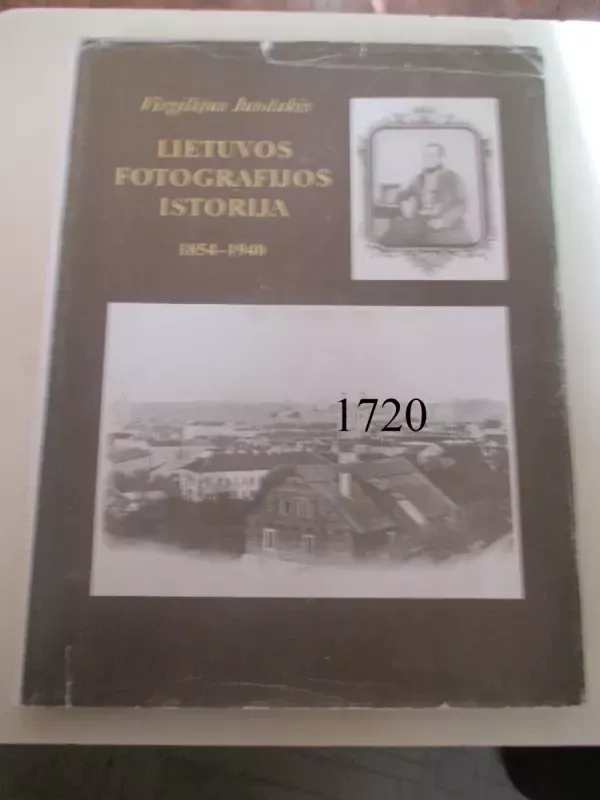 Virgilijus Juodakis
LIETUVOS
FOTOGRAFIJOS
ISTORIJA
1854–1940
1720